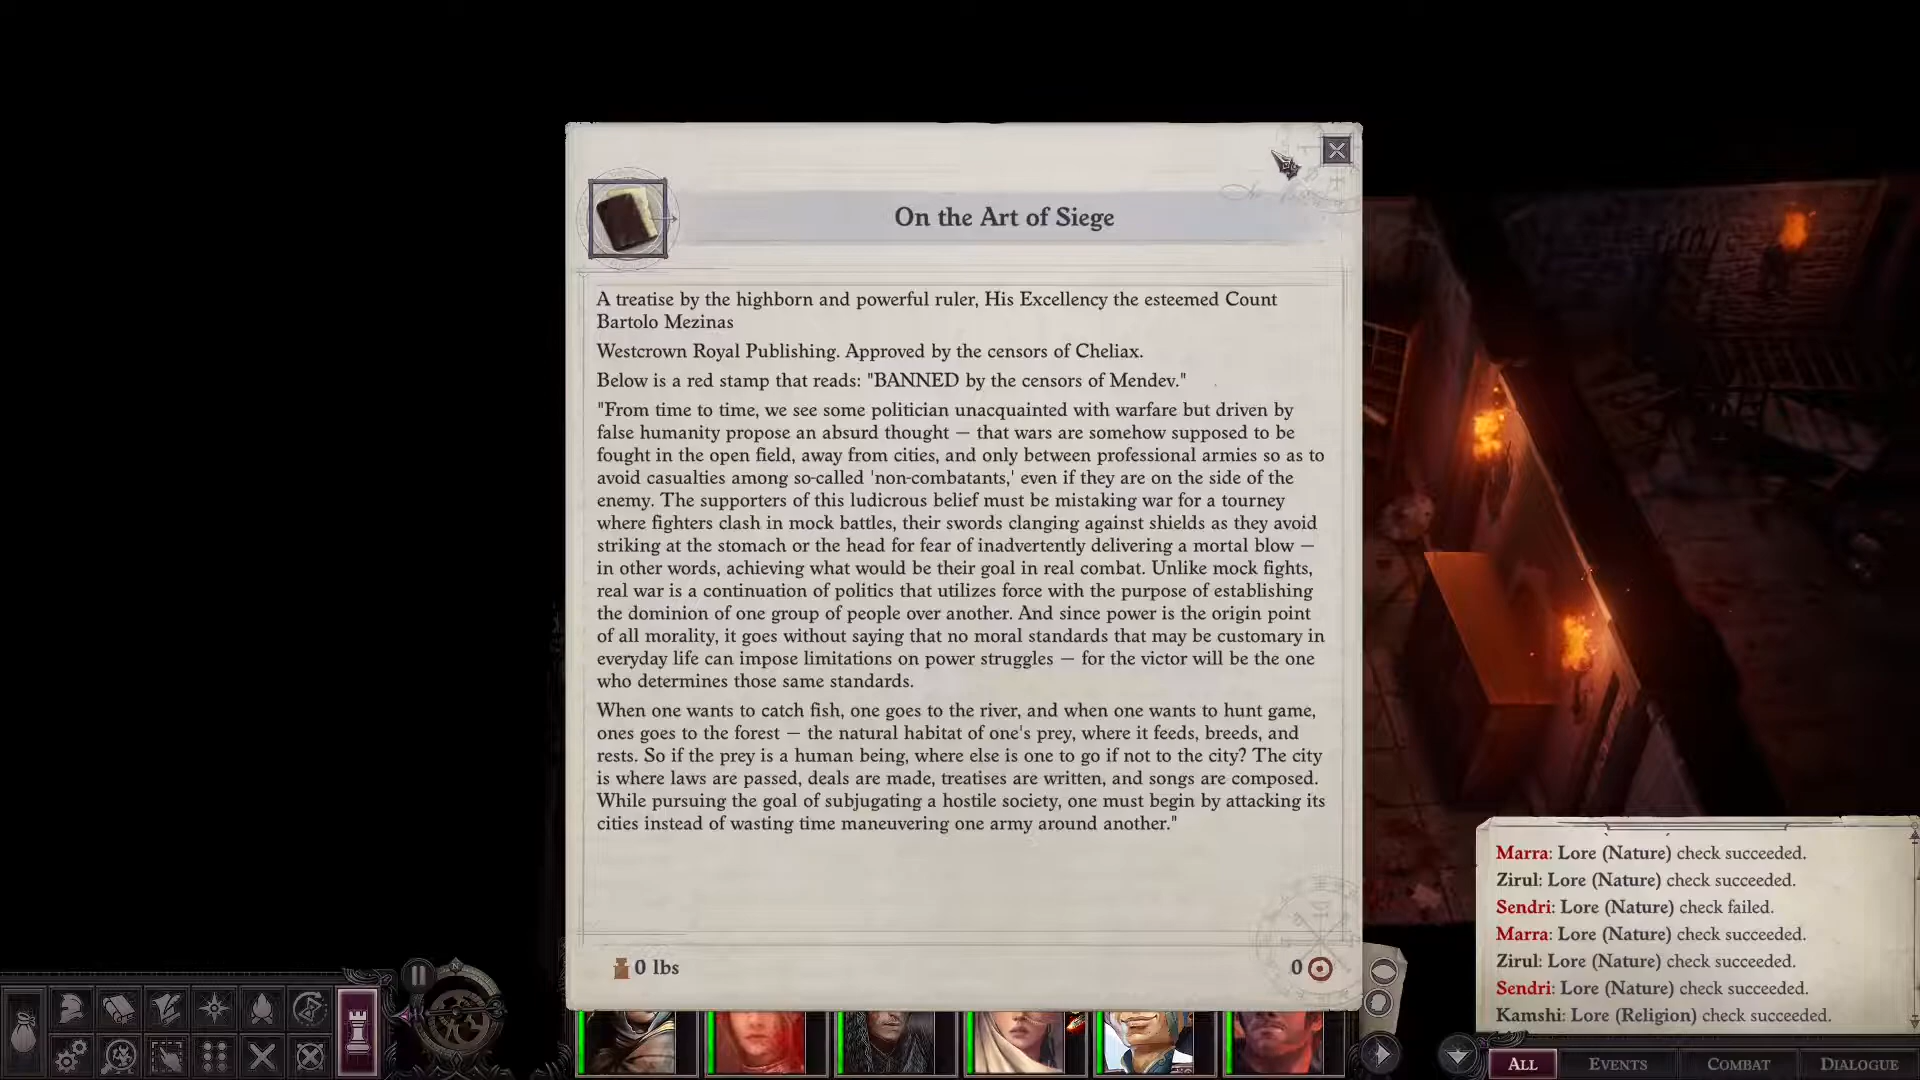 On the Art of Siege
A treatise by the highborn and powerful ruler, His Excellency the esteemed Count
Bartolo Mezinas
Westcrown Royal Publishing. Approved by the censors of Cheliax.
Below is a red stamp that reads: "BANNED by the censors of Mendev."
"From time to time, we see some politician unacquainted with warfare but driven by
false humanity propose an absurd thought — that wars are somehow supposed to be
fought in the open field, away from cities, and only between professional armies so as to
avoid casualties among so-called 'non-combatants,' even if they are on the side of the
enemy. The supporters of this ludicrous belief must be mistaking war for a tourney
where fighters clash in mock battles, their swords clanging against shields as they avoid
striking at the stomach or the head for fear of inadvertently delivering a mortal blow —
in other words, achieving what would be their goal in real combat. Unlike mock fights,
real war is a continuation of politics that utilizes force with the purpose of establishing
the dominion of one group of people over another. And since power is the origin point
of all morality, it goes without saying that no moral standards that may be customary in
everyday life can impose limitations on power struggles — for the victor will be the one
who determines those same standards.
When one wants to catch fish, one goes to the river, and when one wants to hunt game,
ones goes to the forest — the natural habitat of one's prey, where it feeds, breeds, and
rests. So if the prey is a human being, where else is one to go if not to the city? The city
is where laws are passed, deals are made, treatises are written, and songs are composed.
While pursuing the goal of subjugating a hostile society, one must begin by attacking its
cities instead of wasting time maneuvering one army around another."
0 lbs
0
Marra: Lore (Nature) check succeeded.
Zirul: Lore (Nature) check succeeded.
Sendri: Lore (Nature) check failed.
Marra: Lore (Nature) check succeeded.
Zirul: Lore (Nature) check succeeded.
Sendri: Lore (Nature) check succeeded.
Kamshi: Lore (Religion) check succeeded.
ALL EVENTS COMBAT DIALOGUE
N